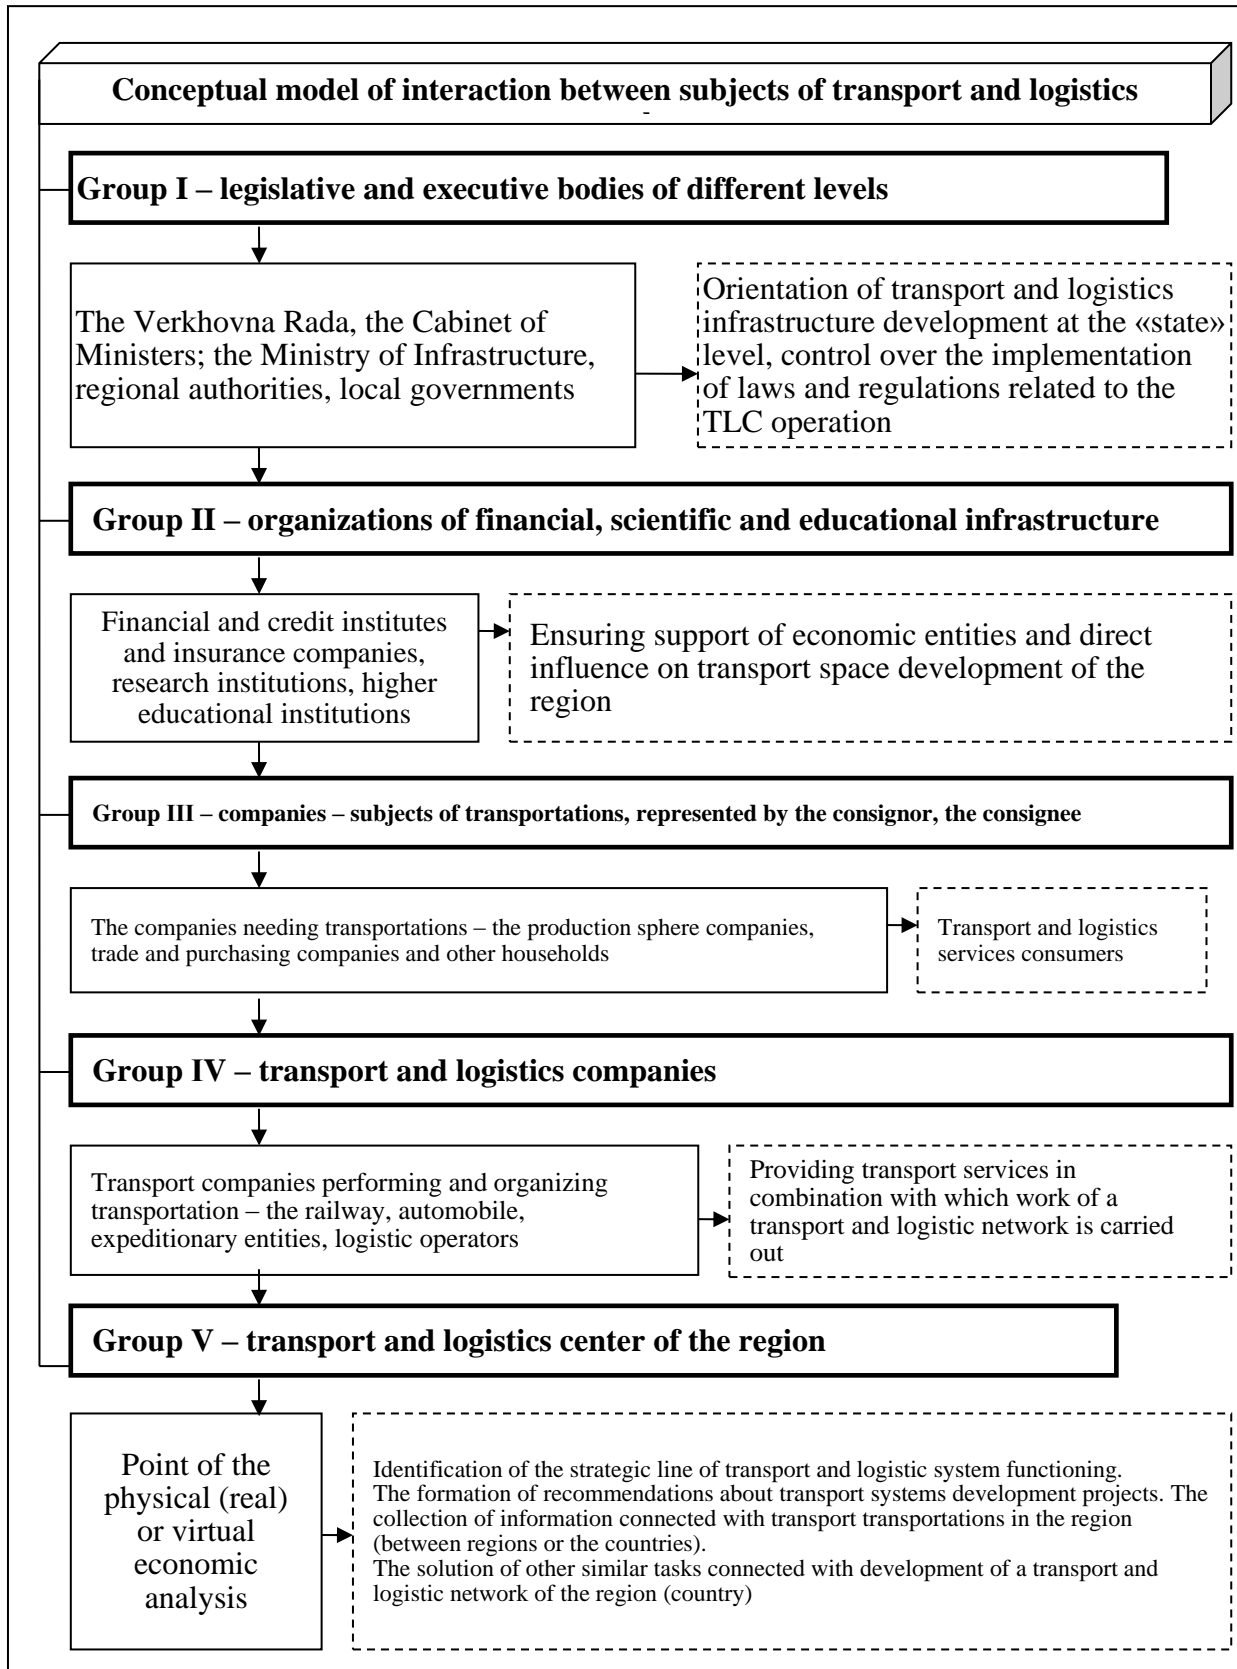 Conceptual model of interaction between subjects of transport and logistics
Group I – legislative and executive bodies of different levels
The Verkhovna Rada, the Cabinet of
Ministers; the Ministry of Infrastructure,
regional authorities, local governments
Orientation of transport and logistics
infrastructure development at the «state»
level, control over the implementation
of laws and regulations related to the
TLC operation
Group II – organizations of financial, scientific and educational infrastructure
Financial and credit institutes
and insurance companies,
research institutions, higher
educational institutions
Ensuring support of economic entities and direct
influence on transport space development of the
region
Group III – companies – subjects of transportations, represented by the consignor, the consignee
The companies needing transportations – the production sphere companies,
trade and purchasing companies and other households
Transport and logistics
services consumers
Group IV – transport and logistics companies
Transport companies performing and organizing
transportation – the railway, automobile,
expeditionary entities, logistic operators
Providing transport services in
combination with which work of a
transport and logistic network is carried
out
Group V – transport and logistics center of the region
Point of the
physical (real)
or virtual
economic
analysis
Identification of the strategic line of transport and logistic system functioning.
The formation of recommendations about transport systems development projects. The
collection of information connected with transport transportations in the region
(between regions or the countries).
The solution of other similar tasks connected with development of a transport and
logistic network of the region (country)